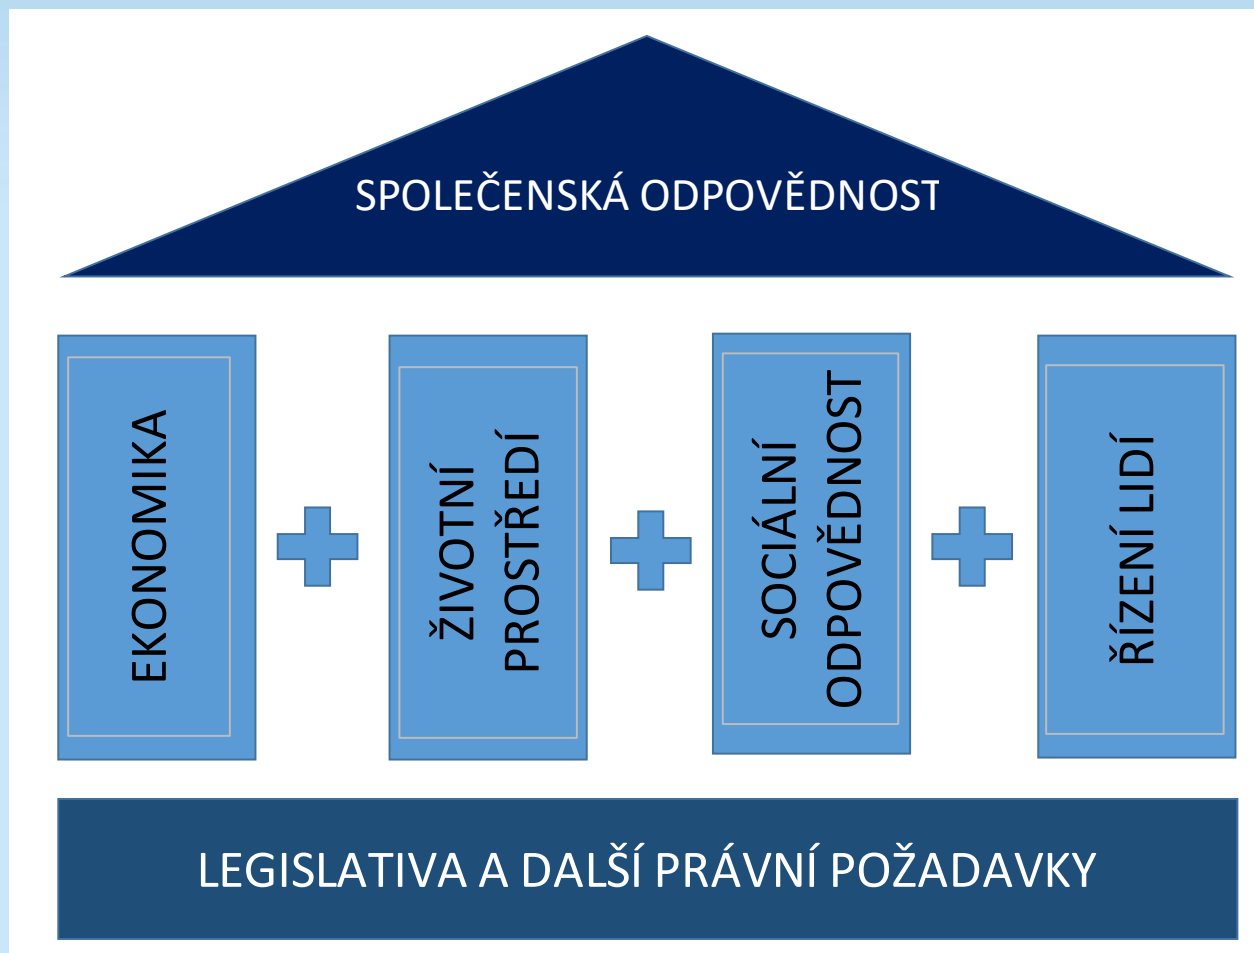 SPOLEČENSKÁ ODPOVĚDNOST
EKONOMIKA
ŽIVOTNÍ
PROSTŘEDÍ
SOCIÁLNÍ
ODPOVĚDNOST
ŘÍZENÍ LIDÍ
LEGISLATIVA A DALŠÍ PRÁVNÍ POŽADAVKY